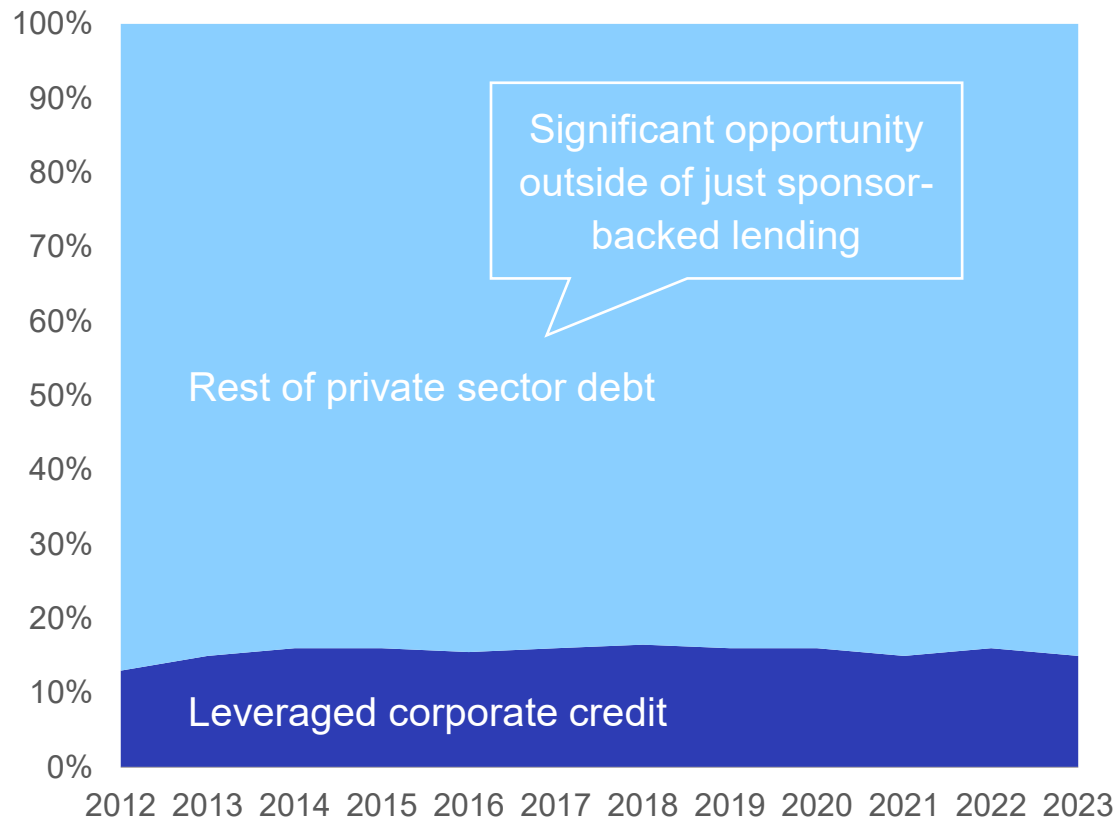 100%
90%
80%
70%
60%
50%
40%
30%
20%
10%
0%
Significant opportunity
outside of just sponsor-
backed lending
Rest of private sector debt
Leveraged corporate credit
2012 2013 2014 2015 2016 2017 2018 2019 2020 2021 2022 2023